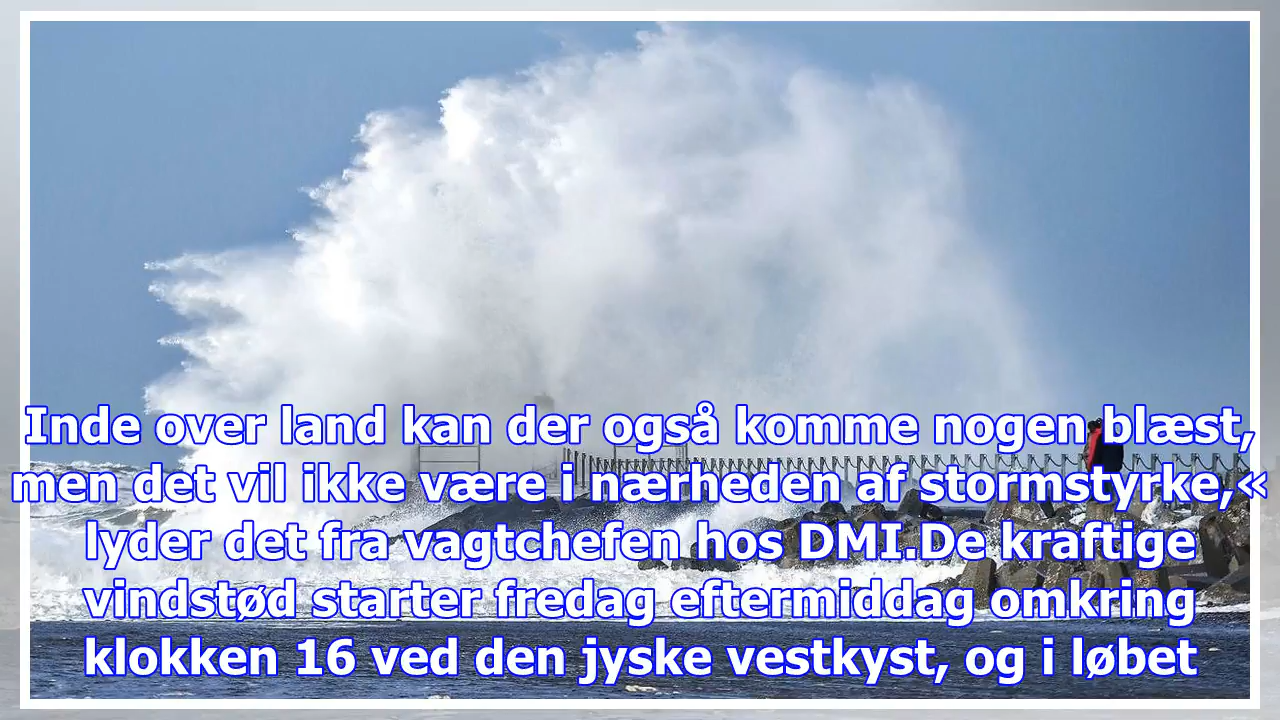 Inde over land kan der også komme nogen blæst,
men det vil ikke være i nærheden af stormstyrke,«
lyder det fra vagtchefen hos DMI.De kraftige
vindstød starter fredag eftermiddag omkring
klokken 16 ved den jyske vestkyst, og i løbet